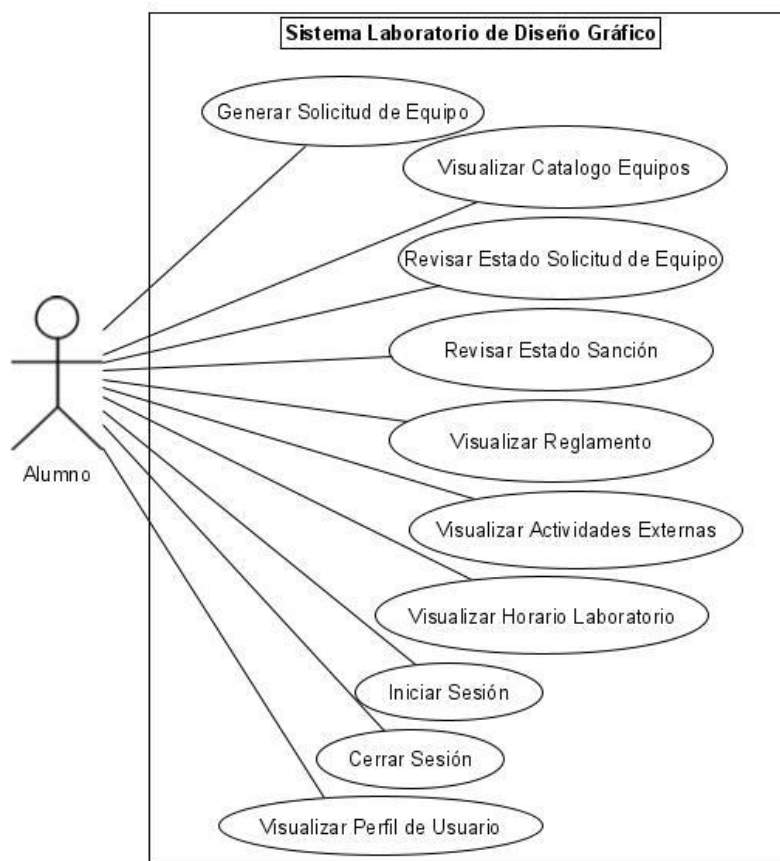 Sistema Laboratorio de Diseño Gráfico
Generar Solicitud de Equipo
Visualizar Catalogo Equipos
Revisar Estado Solicitud de Equipo
Revisar Estado Sanción
Visualizar Reglamento
Alumno
Visualizar Actividades Externas
Visualizar Horario Laboratorio
Iniciar Sesión
Cerrar Sesión
Visualizar Perfil de Usuario